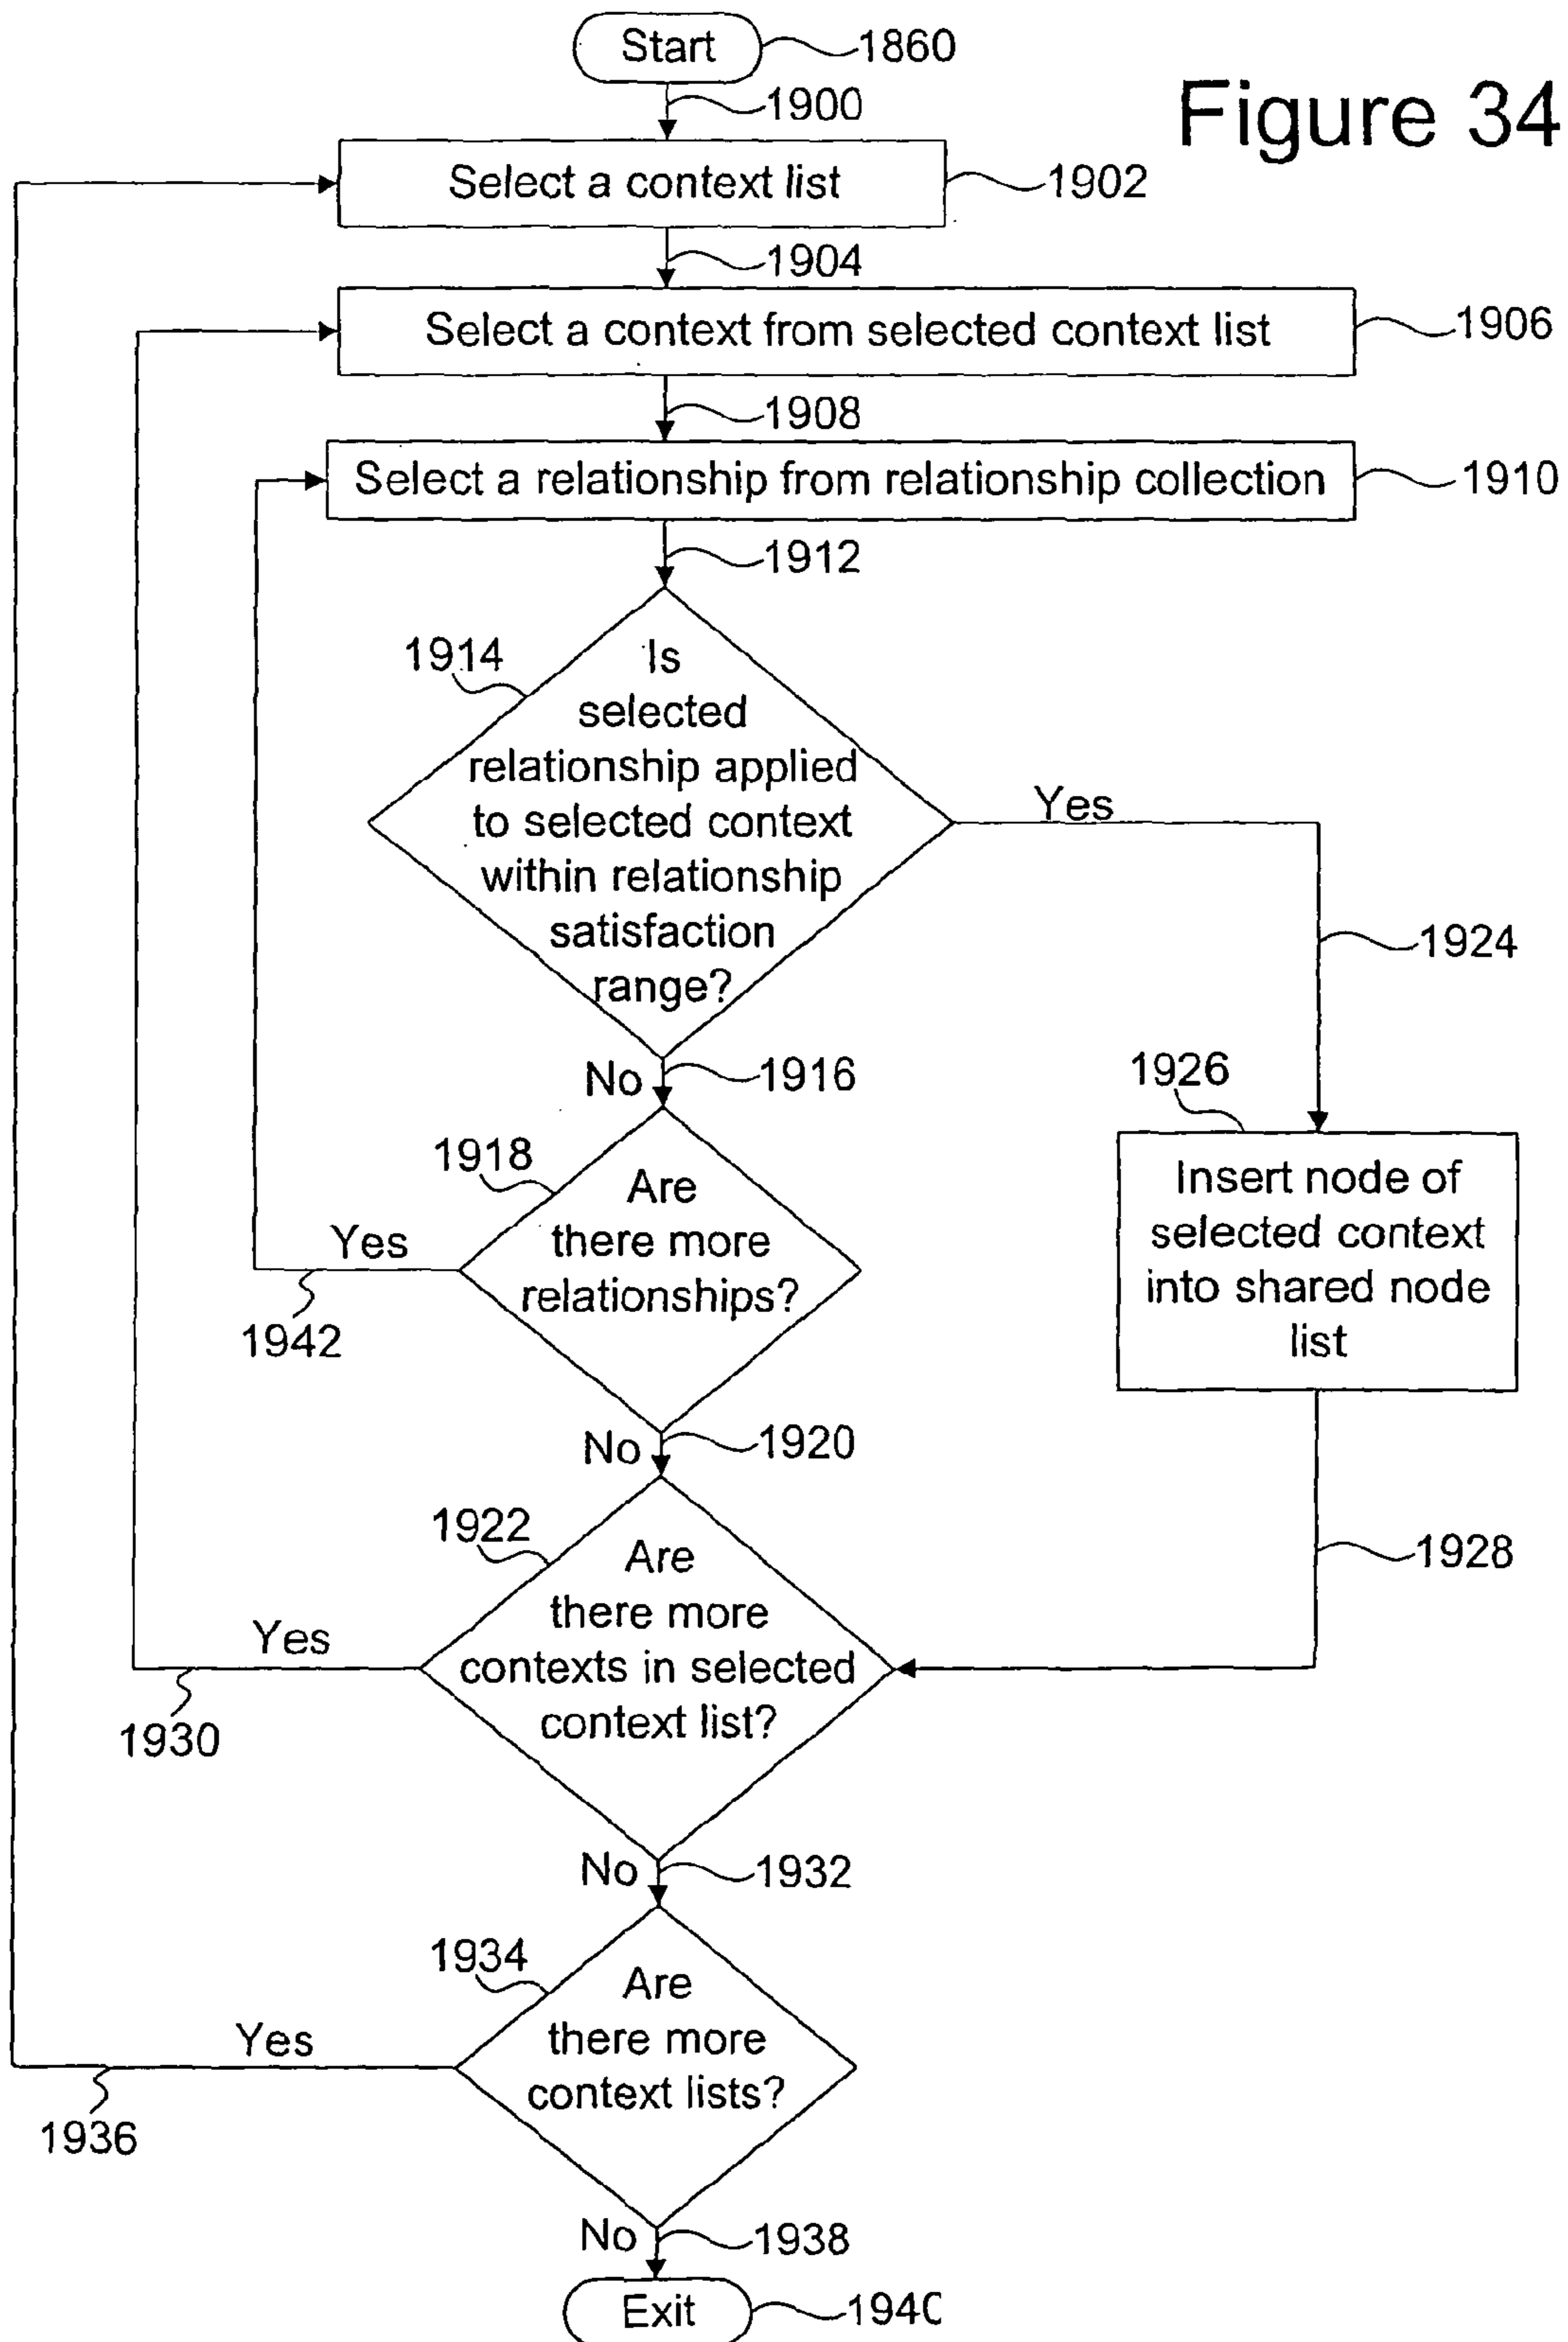 Start
1860
1900
Figure 34
Select a context list
1902
1904
Select a context from selected context list
1906
1908
Select a relationship from relationship collection
1910
1912
1914
Is
selected
relationship applied
to selected context
within relationship
satisfaction
range?
Yes
1924
No
1916
1926
Insert node of
selected context
into shared node
list
1918
Are
there more
relationships?
Yes
1942
No
1920
1922
Are
there more
contexts in selected
context list?
1928
Yes
1930
No
1932
1934
Are
there more
context lists?
Yes
1936
No
1938
Exit
1940